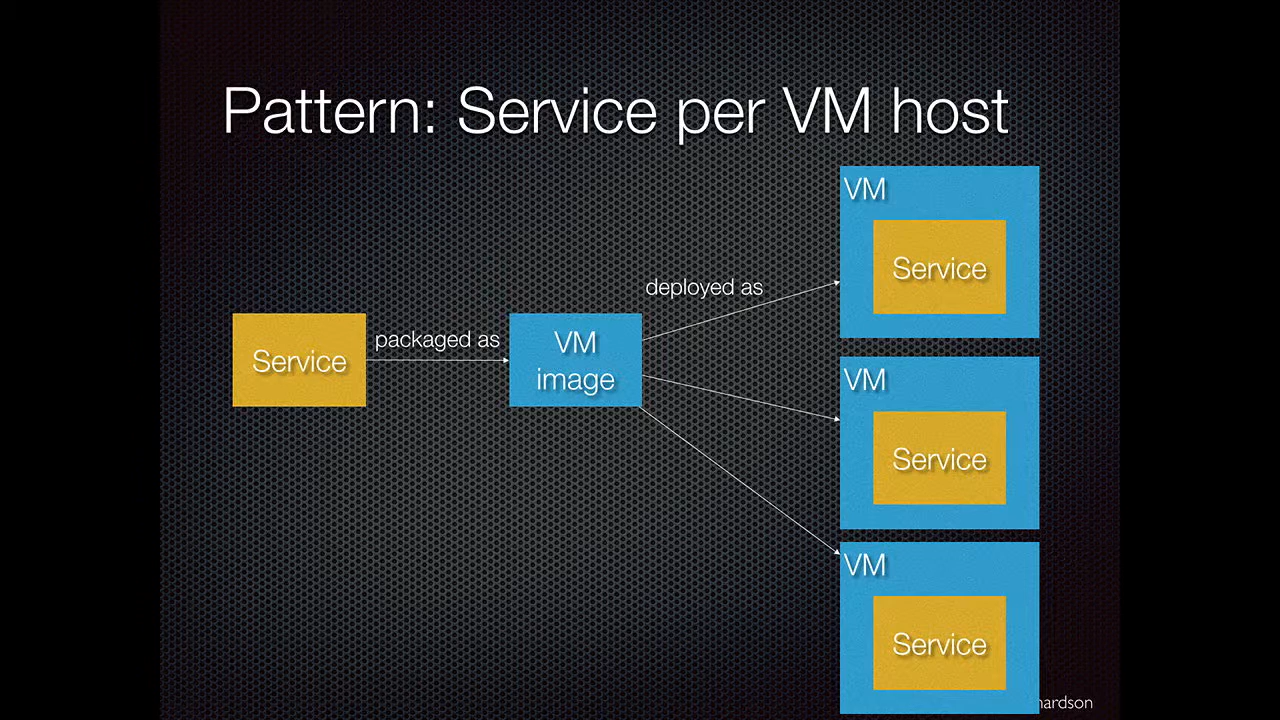 Pattern: Service per VM host
Service
packaged as
VM
image
deployed as
VM
Service
VM
Service
VM
Service